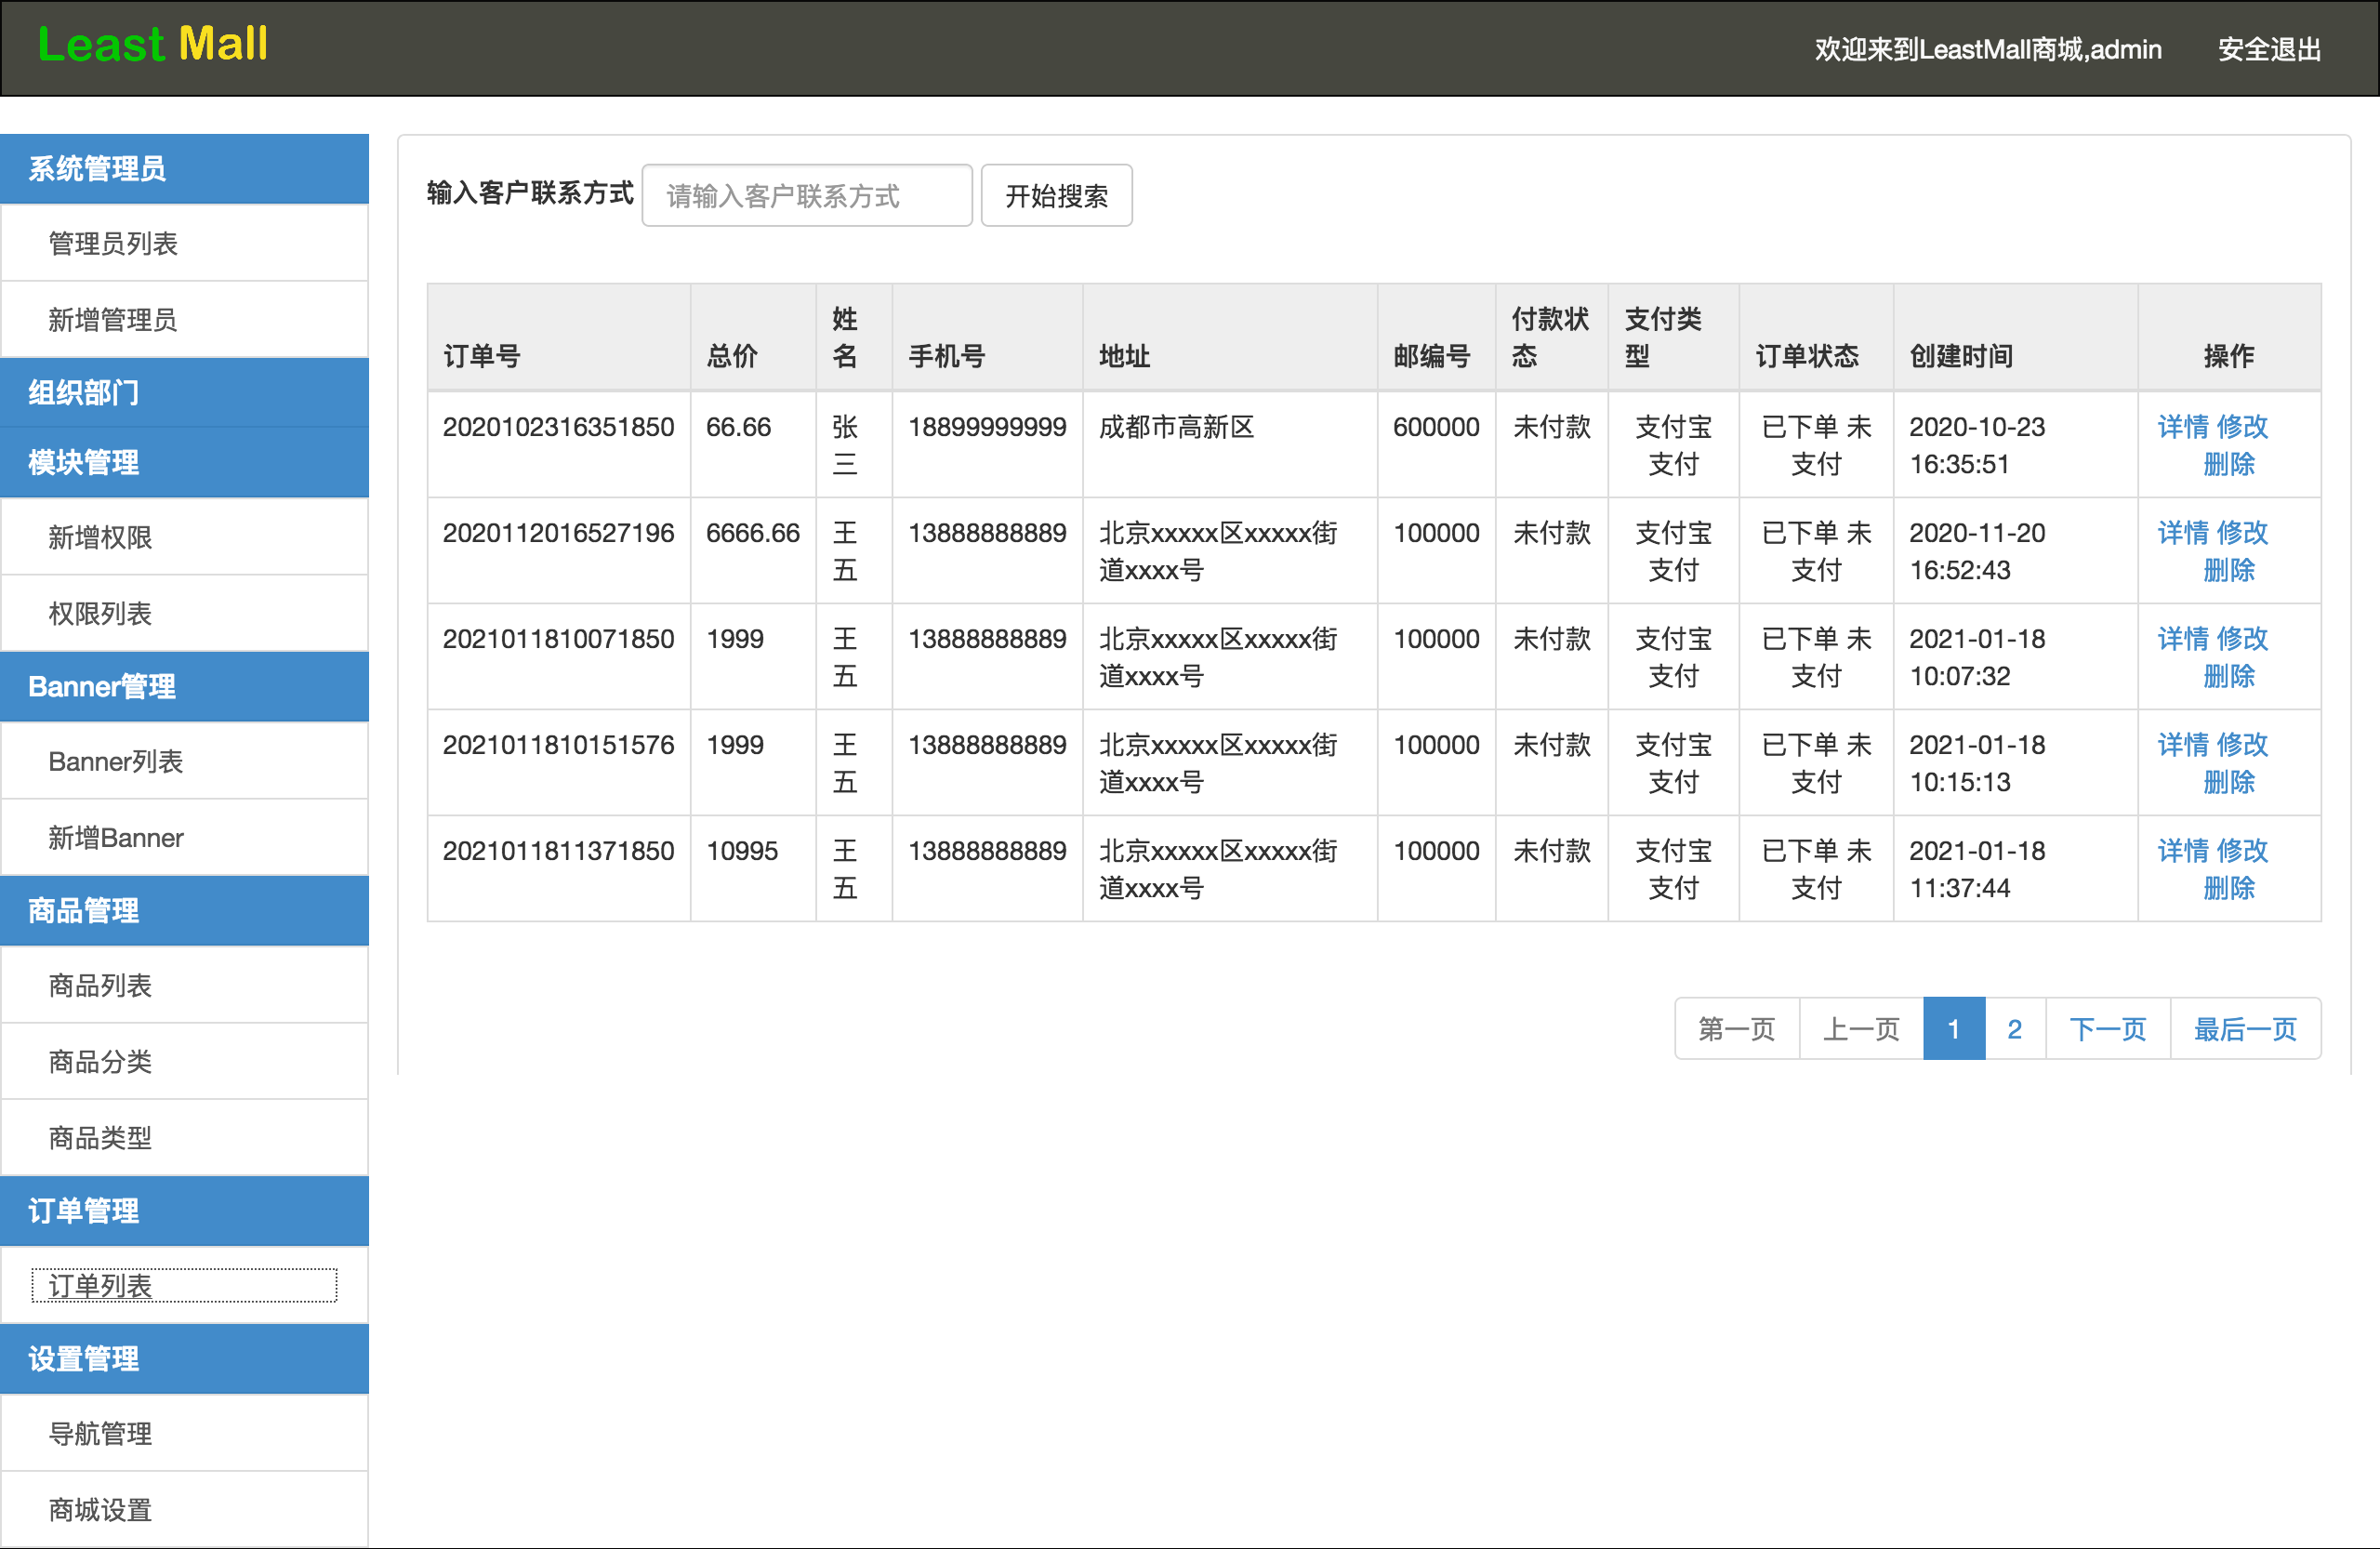 Least Mall
欢迎来到LeastMall商城,admin 安全退出
系统管理员
管理员列表
新增管理员
组织部门
模块管理
新增权限
权限列表
Banner管理
Banner列表
新增Banner
商品管理
商品列表
商品分类
商品类型
订单管理
订单列表
设置管理
导航管理
商城设置
输入客户联系方式 请输入客户联系方式 开始搜索
订单号 总价 姓名 手机号 地址 邮编号 付款状态 支付类型 订单状态 创建时间 操作
2020102316351850 66.66 张三 18899999999 成都市高新区 600000 未付款 支付宝支付 已下单 未支付 2020-10-23 16:35:51 详情 修改 删除
2020112016527196 6666.66 王五 13888888889 北京xxxxx区xxxxx街道xxxx号 100000 未付款 支付宝支付 已下单 未支付 2020-11-20 16:52:43 详情 修改 删除
2021011810071850 1999 王五 13888888889 北京xxxxx区xxxxx街道xxxx号 100000 未付款 支付宝支付 已下单 未支付 2021-01-18 10:07:32 详情 修改 删除
2021011810151576 1999 王五 13888888889 北京xxxxx区xxxxx街道xxxx号 100000 未付款 支付宝支付 已下单 未支付 2021-01-18 10:15:13 详情 修改 删除
2021011811371850 10995 王五 13888888889 北京xxxxx区xxxxx街道xxxx号 100000 未付款 支付宝支付 已下单 未支付 2021-01-18 11:37:44 详情 修改 删除
第一页 上一页 1 2 下一页 最后一页